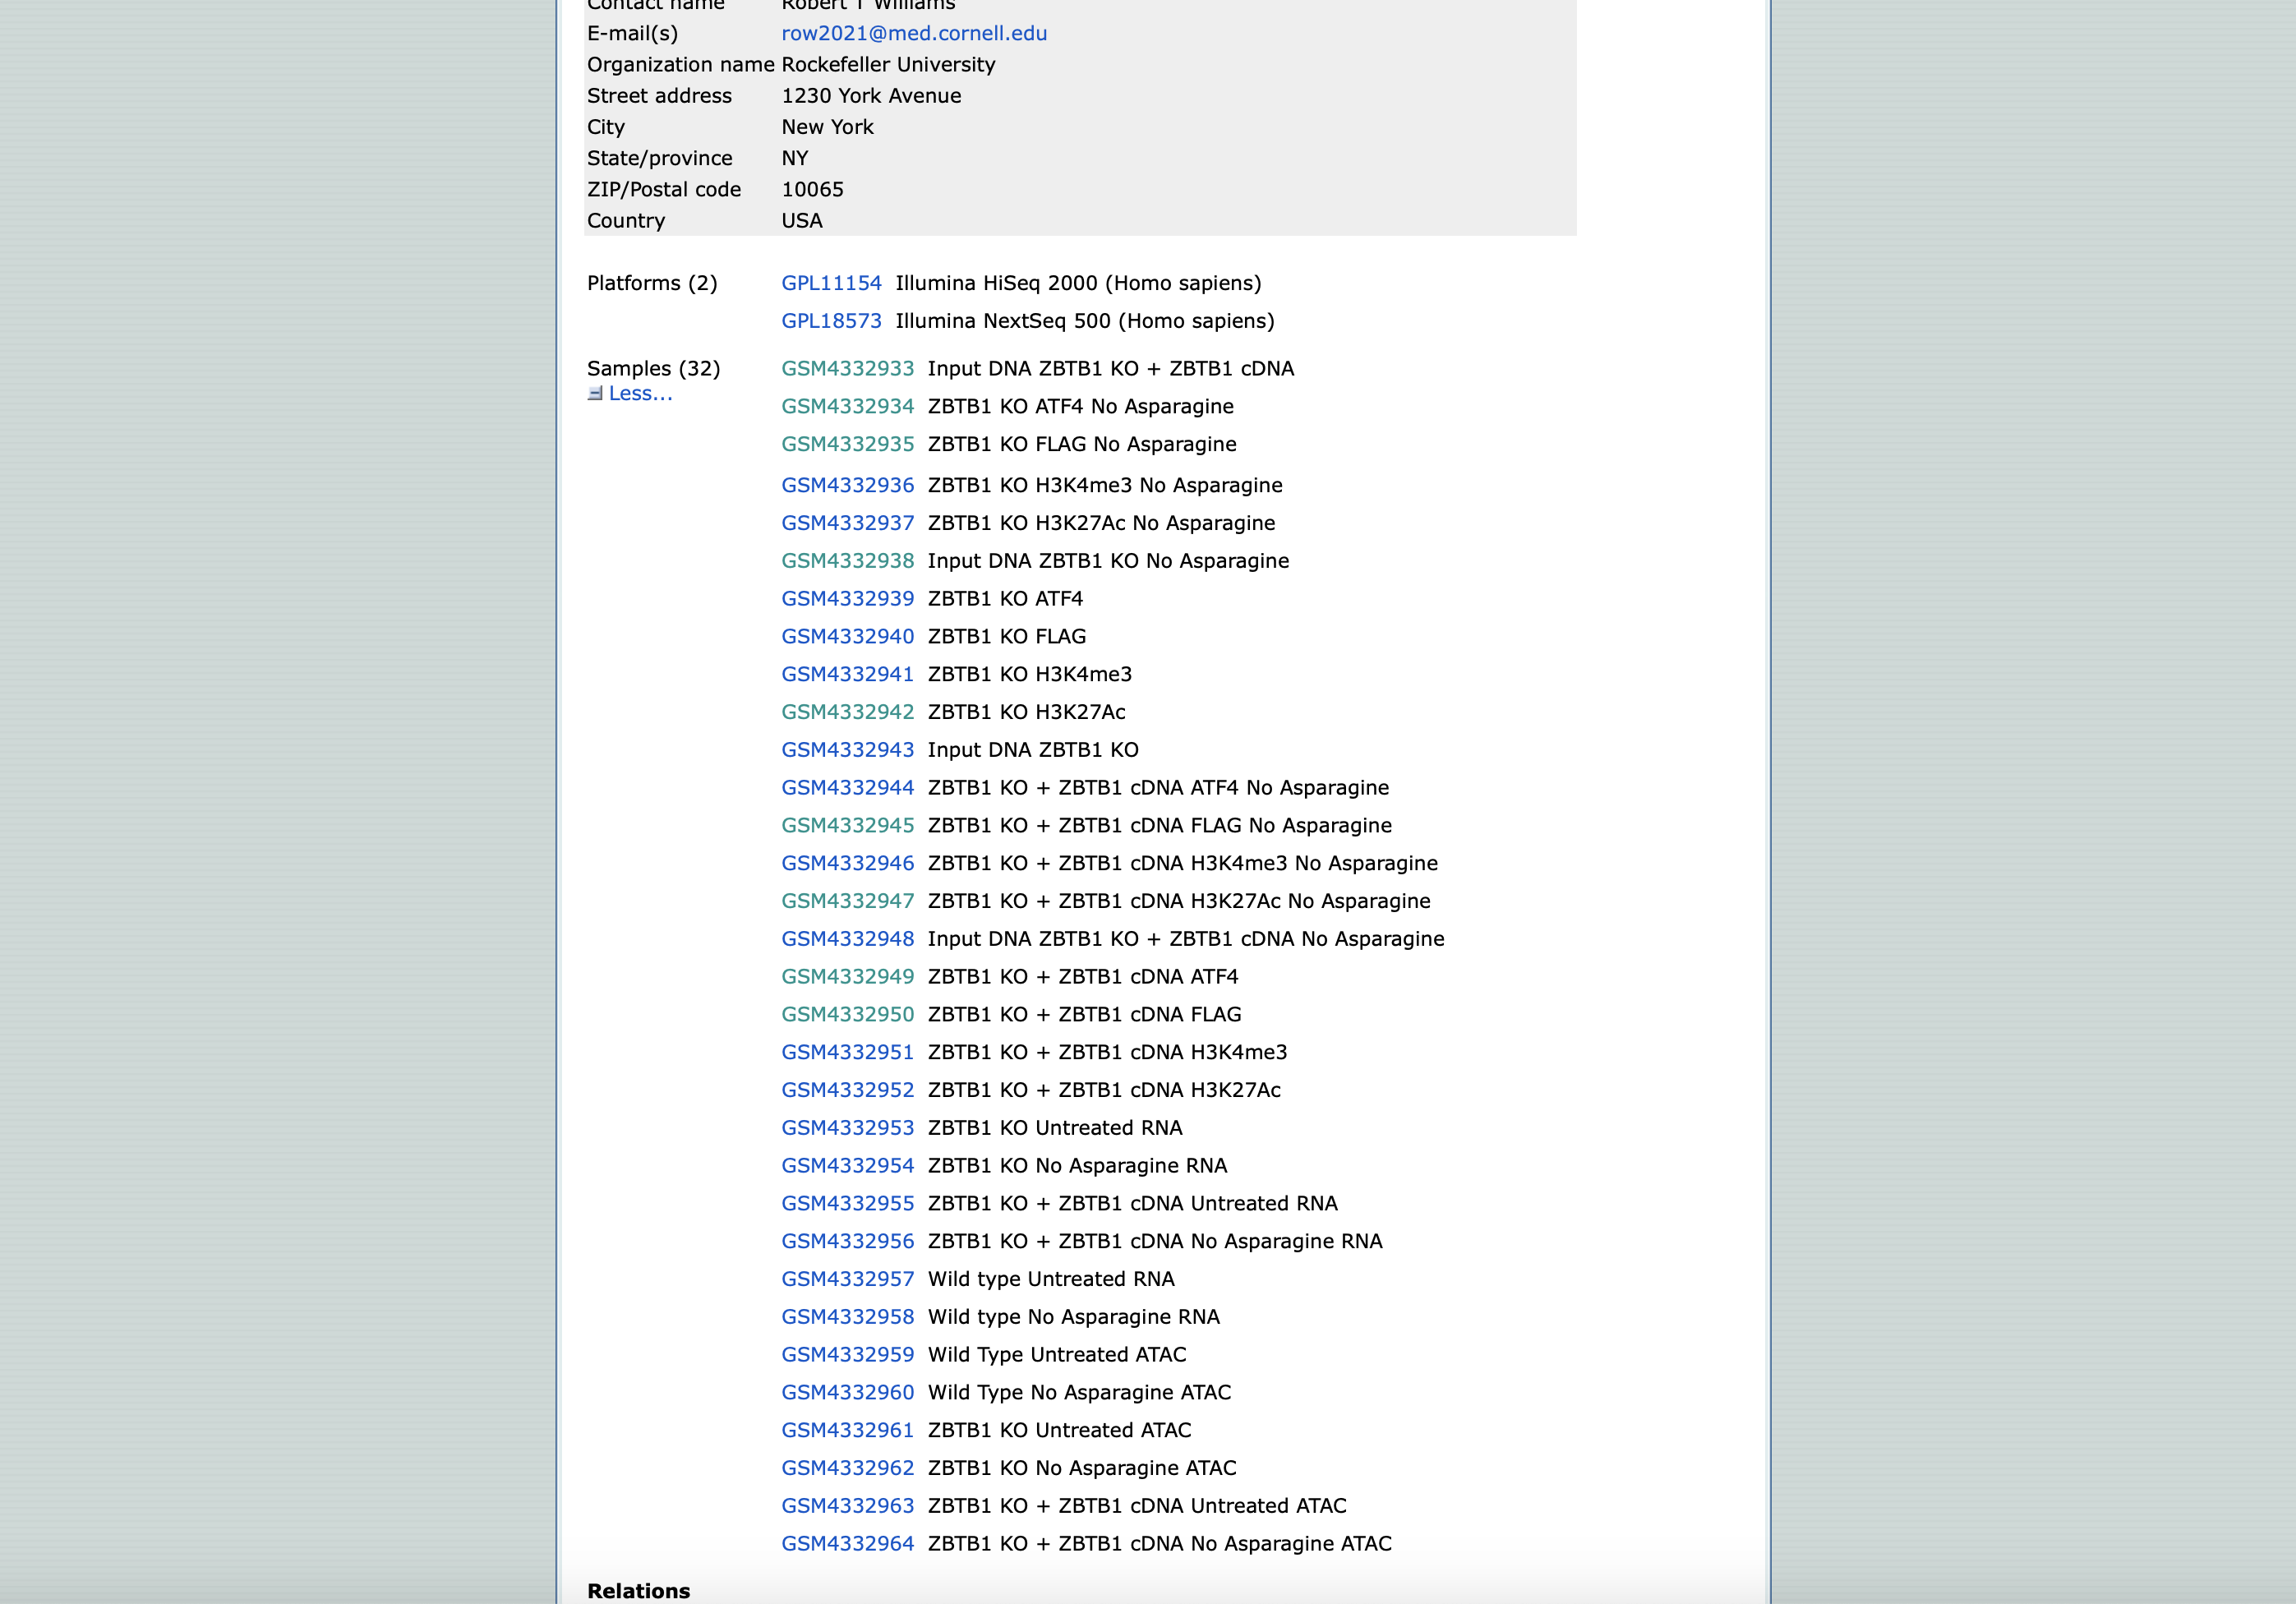 Contact name Robert T Williams
E-mail(s) row2021@med.cornell.edu
Organization name Rockefeller University
Street address 1230 York Avenue
City New York
State/province NY
ZIP/Postal code 10065
Country USA
Platforms (2) GPL11154 Illumina HiSeq 2000 (Homo sapiens)
GPL18573 Illumina NextSeq 500 (Homo sapiens)
Samples (32) GSM4332933 Input DNA ZBTB1 KO + ZBTB1 cDNA
Less...
GSM4332934 ZBTB1 KO ATF4 No Asparagine
GSM4332935 ZBTB1 KO FLAG No Asparagine
GSM4332936 ZBTB1 KO H3K4me3 No Asparagine
GSM4332937 ZBTB1 KO H3K27Ac No Asparagine
GSM4332938 Input DNA ZBTB1 KO No Asparagine
GSM4332939 ZBTB1 KO ATF4
GSM4332940 ZBTB1 KO FLAG
GSM4332941 ZBTB1 KO H3K4me3
GSM4332942 ZBTB1 KO H3K27Ac
GSM4332943 Input DNA ZBTB1 KO
GSM4332944 ZBTB1 KO + ZBTB1 cDNA ATF4 No Asparagine
GSM4332945 ZBTB1 KO + ZBTB1 cDNA FLAG No Asparagine
GSM4332946 ZBTB1 KO + ZBTB1 cDNA H3K4me3 No Asparagine
GSM4332947 ZBTB1 KO + ZBTB1 cDNA H3K27Ac No Asparagine
GSM4332948 Input DNA ZBTB1 KO + ZBTB1 cDNA No Asparagine
GSM4332949 ZBTB1 KO + ZBTB1 cDNA ATF4
GSM4332950 ZBTB1 KO + ZBTB1 cDNA FLAG
GSM4332951 ZBTB1 KO + ZBTB1 cDNA H3K4me3
GSM4332952 ZBTB1 KO + ZBTB1 cDNA H3K27Ac
GSM4332953 ZBTB1 KO Untreated RNA
GSM4332954 ZBTB1 KO No Asparagine RNA
GSM4332955 ZBTB1 KO + ZBTB1 cDNA Untreated RNA
GSM4332956 ZBTB1 KO + ZBTB1 cDNA No Asparagine RNA
GSM4332957 Wild type Untreated RNA
GSM4332958 Wild type No Asparagine RNA
GSM4332959 Wild Type Untreated ATAC
GSM4332960 Wild Type No Asparagine ATAC
GSM4332961 ZBTB1 KO Untreated ATAC
GSM4332962 ZBTB1 KO No Asparagine ATAC
GSM4332963 ZBTB1 KO + ZBTB1 cDNA Untreated ATAC
GSM4332964 ZBTB1 KO + ZBTB1 cDNA No Asparagine ATAC
Relations